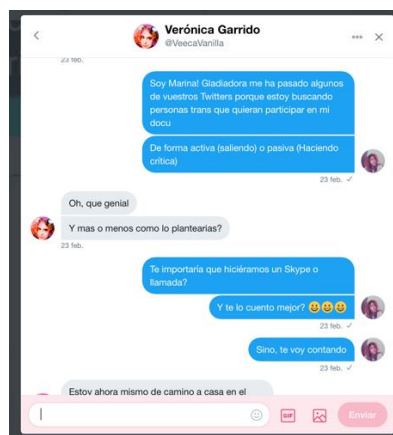 Verónica Garrido
@VeecaVanilla
23 feb.
Soy Marina! Gladiadora me ha pasado algunos
de vuestros Twitters porque estoy buscando
personas trans que quieran participar en mi
docu
De forma activa (saliendo) o pasiva (Haciendo
crítica)
23 feb.
Oh, que genial
Y mas o menos como lo plantearias?
23 feb.
Te importaría que hiciéramos un Skype o
llamada?
Y te lo cuento mejor? 😃😃😃
23 feb.
Sino, te voy contando
23 feb.
Estoy ahora mismo de camino a casa en el
GIF
Enviar